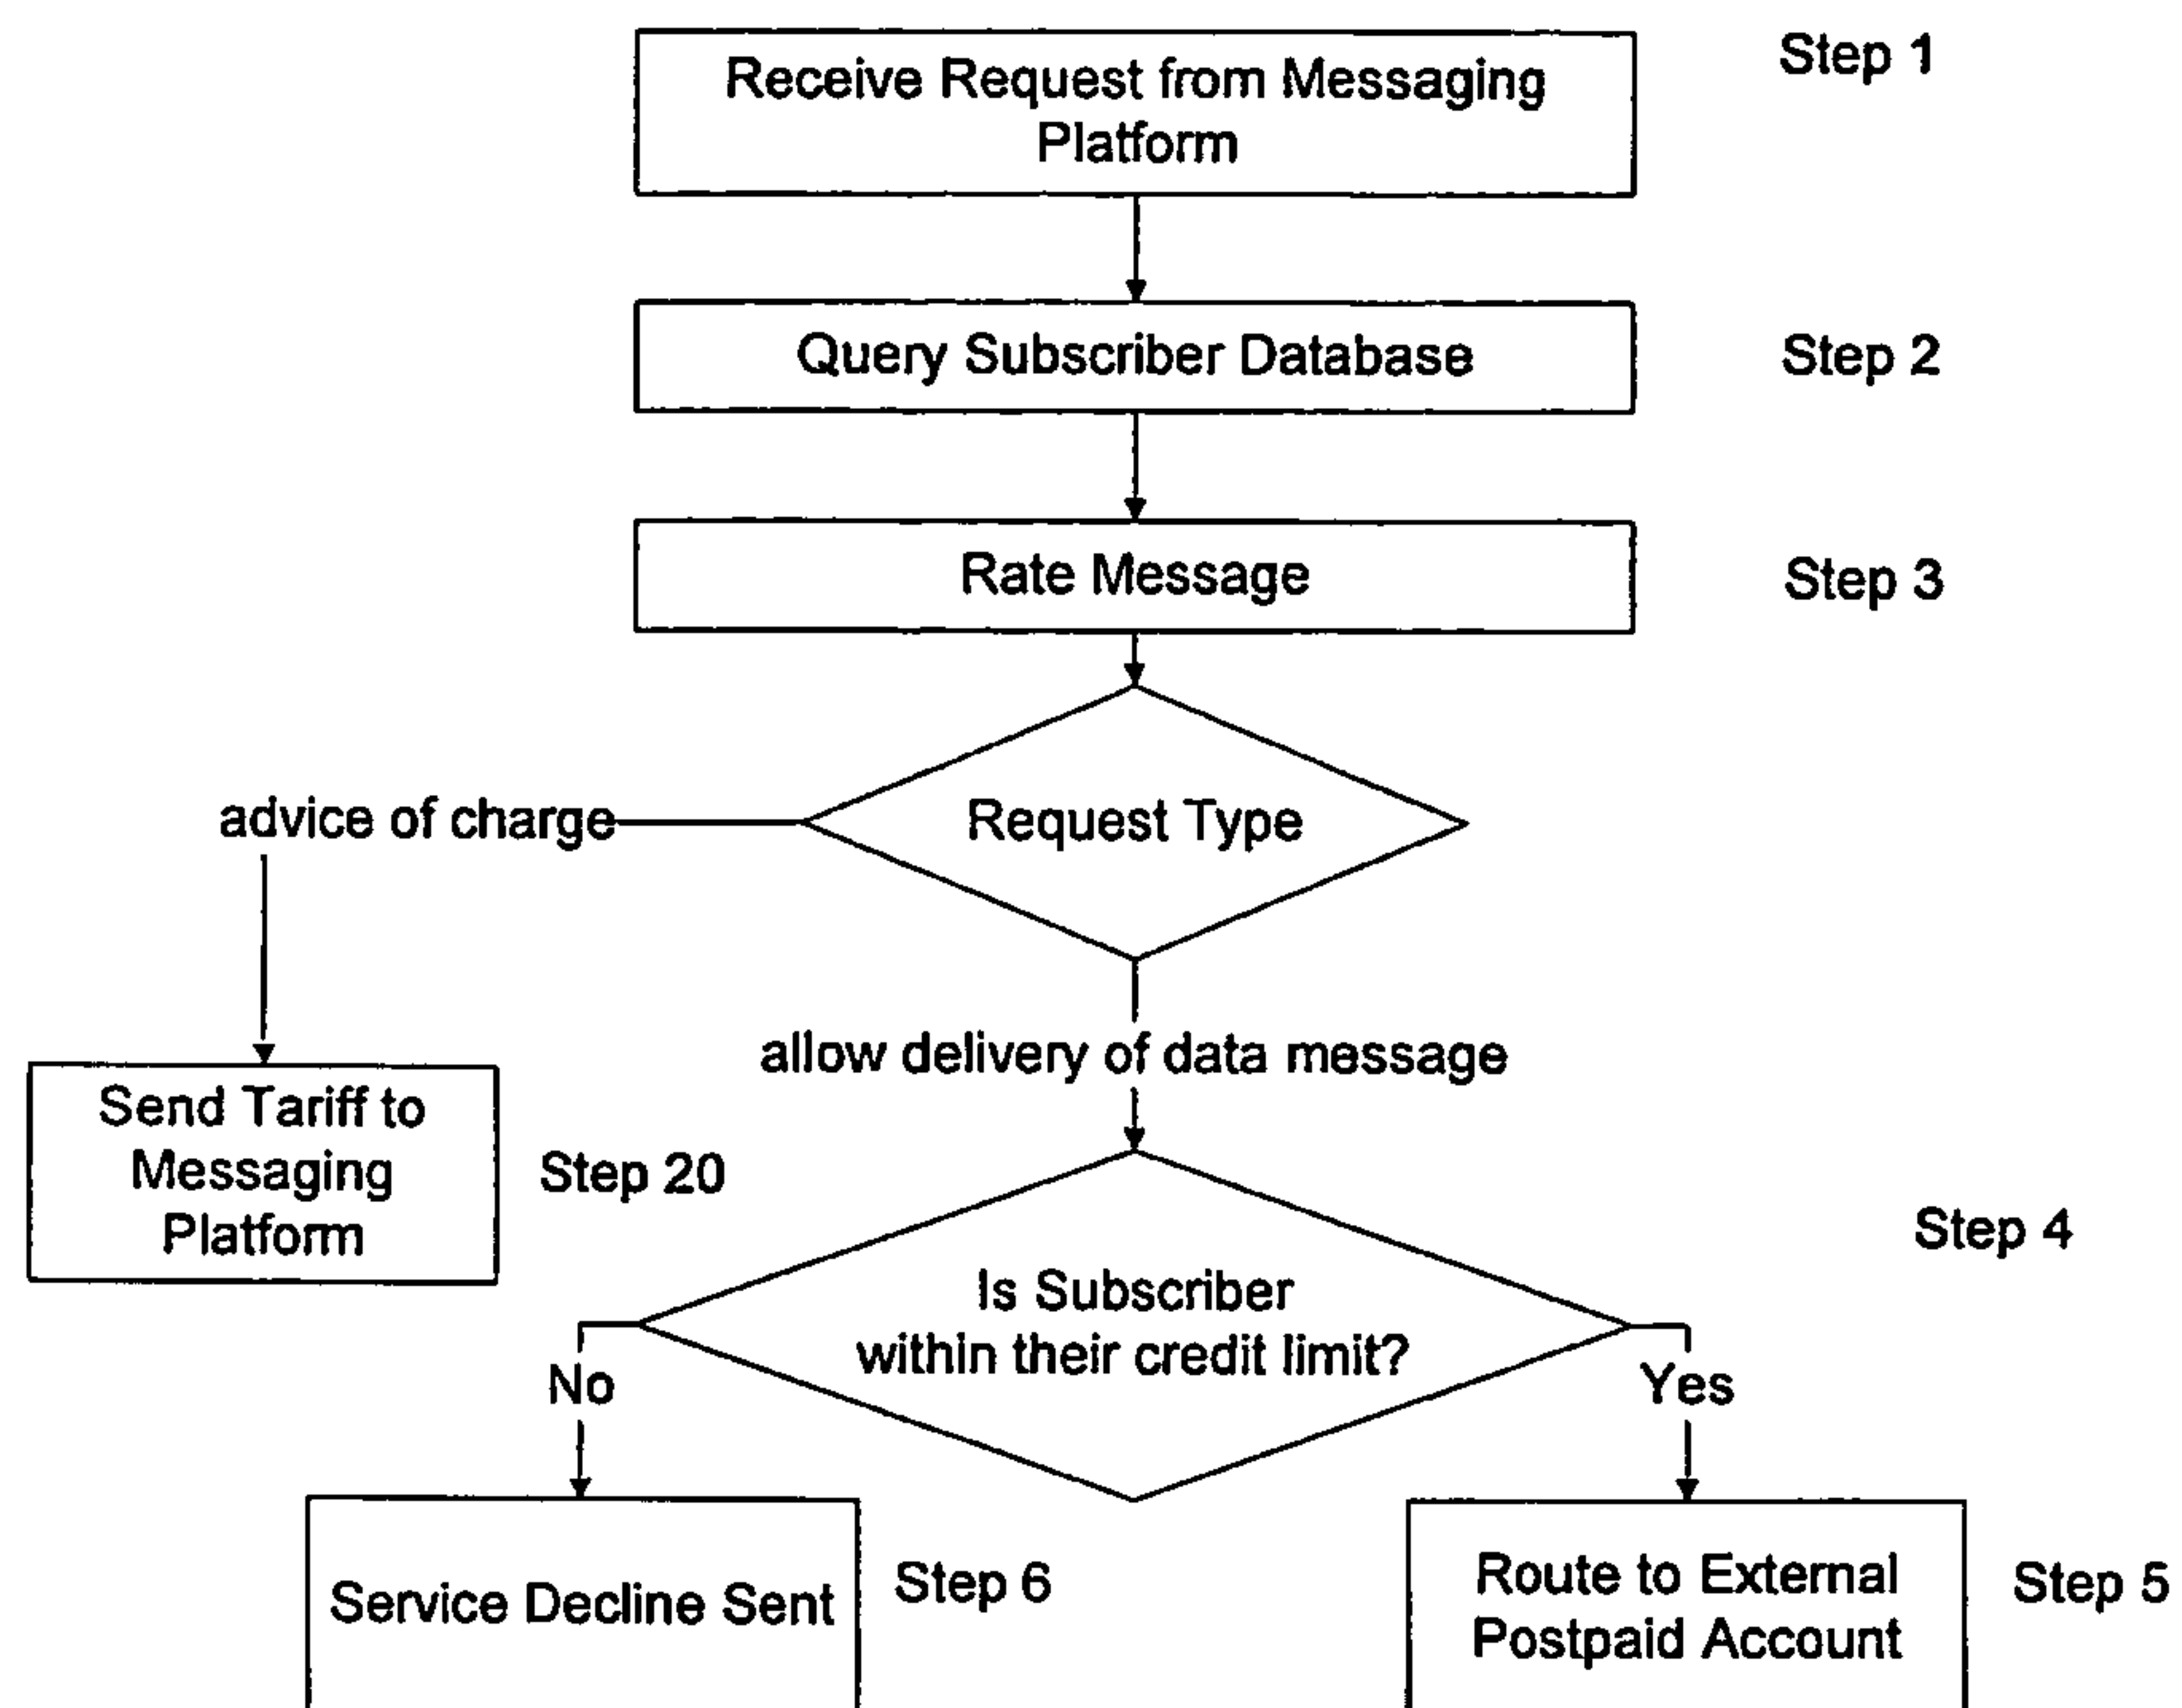 Receive Request from Messaging
Platform
Step 1
Query Subscriber Database
Step 2
Rate Message
Step 3
Request Type
advice of charge
allow delivery of data message
Send Tariff to
Messaging
Platform
Step 20
Step 4
Is Subscriber
within their credit limit?
No
Yes
Service Decline Sent
Step 6
Route to External
Postpaid Account
Step 5